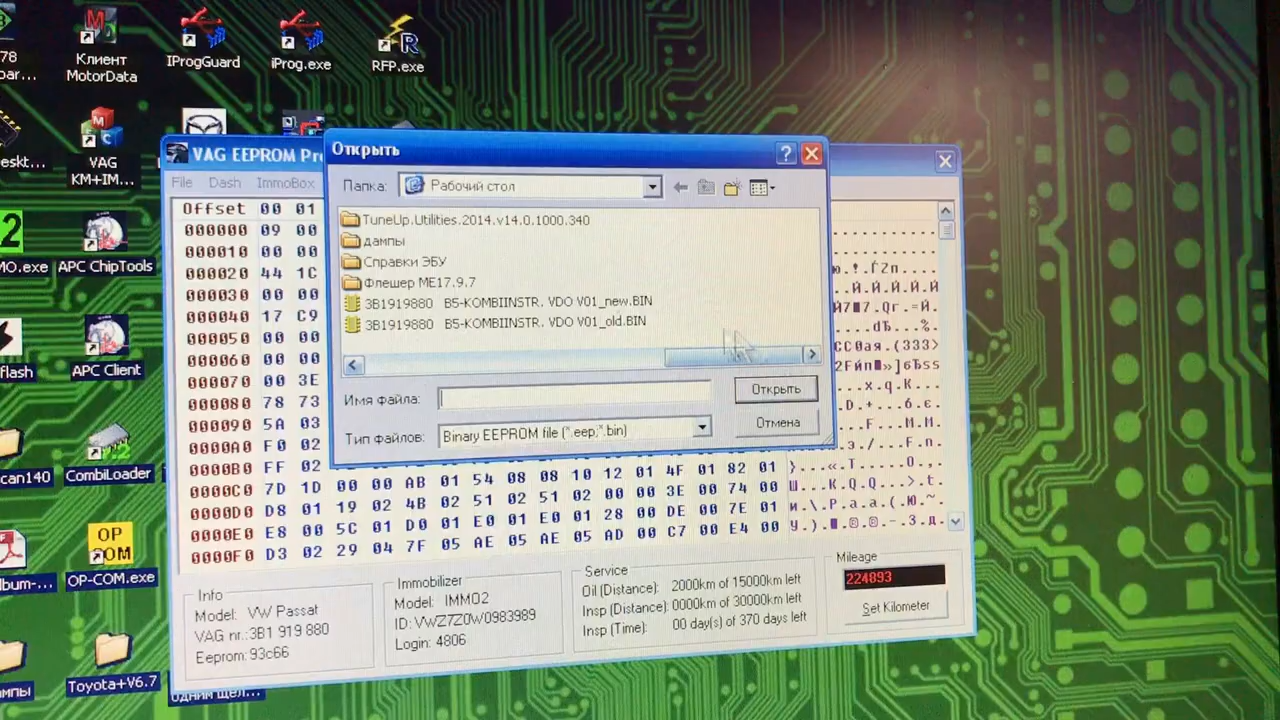 78
Клиент
MotorData
IProgGuard
iProg.exe
RFP.exe
VAG
KM+IM...
MO.exe
APC ChipTools
flash
APC Client
can140
CombiLoader
OP
COM
OP-COM.exe
Toyota+V6.7
VAG EEPROM Pr
File Dash ImmoBox
Открыть
Папка: Рабочий стол
TuneUp.Utilities.2014.v14.0.1000.340
дампы
Справки ЭБУ
Флешер ME17.9.7
3B1919880 B5-KOMBIINSTR. VDO V01_new.BIN
3B1919880 B5-KOMBIINSTR. VDO V01_old.BIN
Имя файла:
Открыть
Тип файлов: Binary EEPROM file (*.eep;*.bin)
Отмена
Offset 00 01
000000 09 00
000010 00 00
000020 44 1C
000030 00 00
000040 17 C9
000050 00 00
000060 00 00
000070 00 3E
000080 78 73
000090 5A 03
0000A0 F0 02
0000B0 FF 02
0000C0 7D 1D 00 00 AB 01 54 08 08 10 12 01 4F 01 82 01
0000D0 D8 01 19 02 4B 02 51 02 51 02 00 00 3E 00 74 00
0000E0 E8 00 5C 01 D0 01 E0 01 E0 01 28 00 DE 00 7E 01
0000F0 D3 02 29 04 7F 05 AE 05 AE 05 AD 00 C7 00 E4 00
Info
Model: VW Passat
VAG nr.:3B1 919 880
Eeprom: 93c66
Immobilizer
Model: IMMO2
ID: VWZ7Z0W0983989
Login: 4806
Service
Oil (Distance): 2000km of 15000km left
Insp (Distance): 0000km of 30000km left
Insp (Time): 00 day(s) of 370 days left
Mileage
224893
Set Kilometer